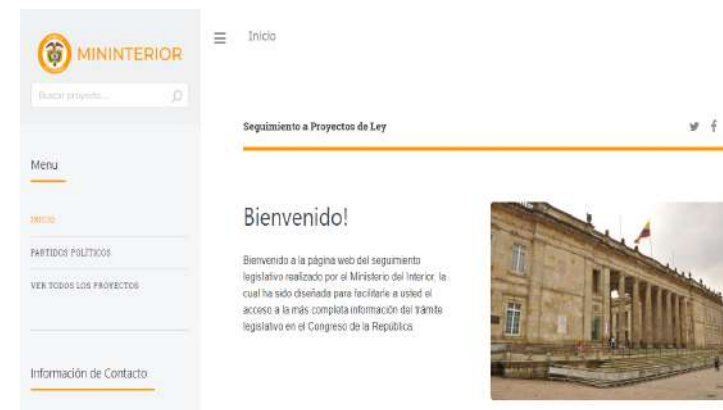 MININTERIOR
Buscar proyecto...
Menu
INICIO
PARTIDOS POLÍTICOS
VER TODOS LOS PROYECTOS
Información de Contacto
Inicio
Seguimiento a Proyectos de Ley
Bienvenido!
Bienvenido a la página web del seguimiento
legislativo realizado por el Ministerio del Interior, la
cual ha sido diseñada para facilitarle a usted el
acceso a la más completa información del trámite
legislativo en el Congreso de la República